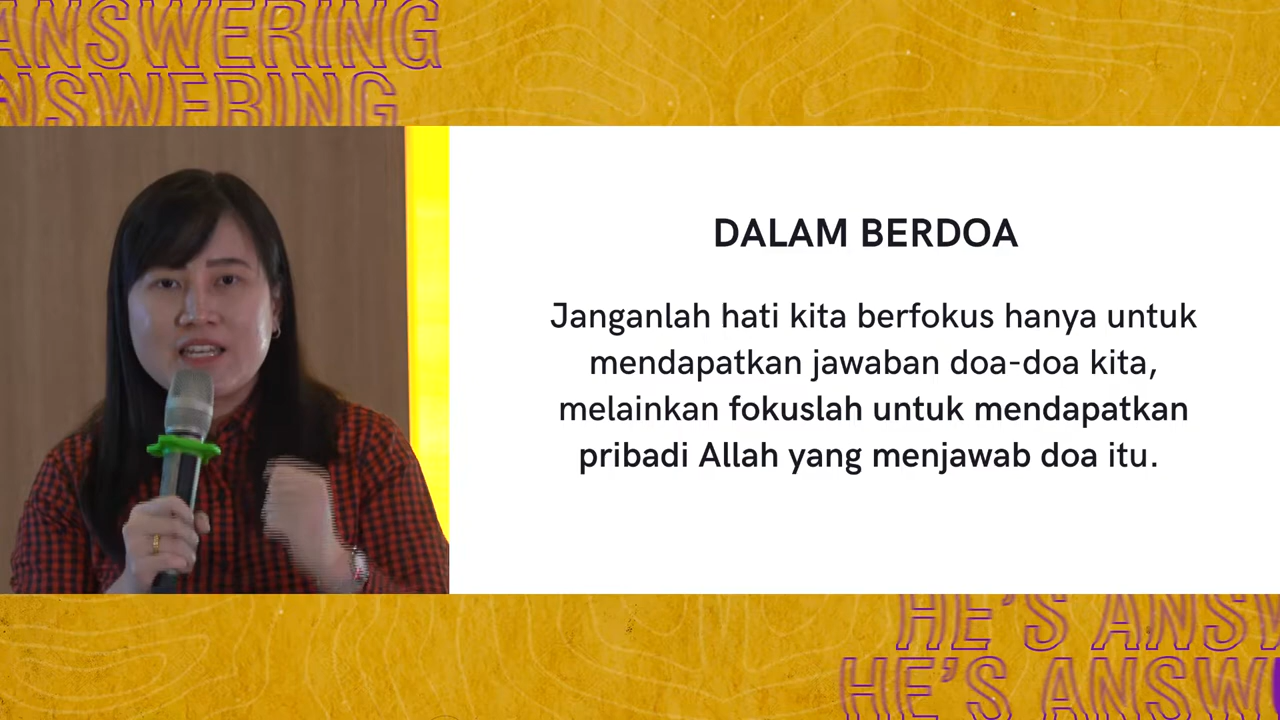 ANSWERING
NSWERING
DALAM BERDOA
Janganlah hati kita berfokus hanya untuk
mendapatkan jawaban doa-doa kita,
melainkan fokuslah untuk mendapatkan
pribadi Allah yang menjawab doa itu.
HE'S ANSW
HE'S ANSW